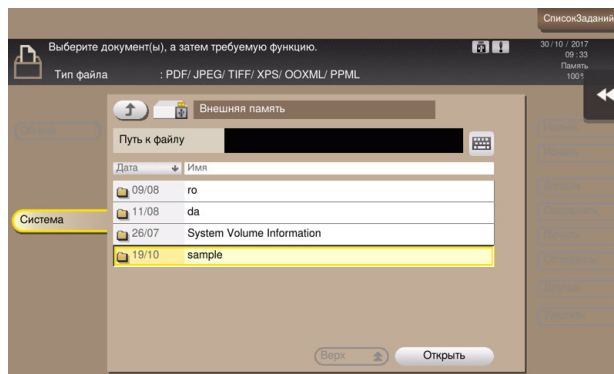 СписокЗаданий
Выберите документ(ы), а затем требуемую функцию.
Тип файла : PDF/ JPEG/ TIFF/ XPS/ OOXML/ PPML
30/10/2017
09:33
Память
Внешняя память
Путь к файлу
Дата Имя
09/08 ro
11/08 da
26/07 System Volume Information
19/10 sample
Система
Верх Открыть